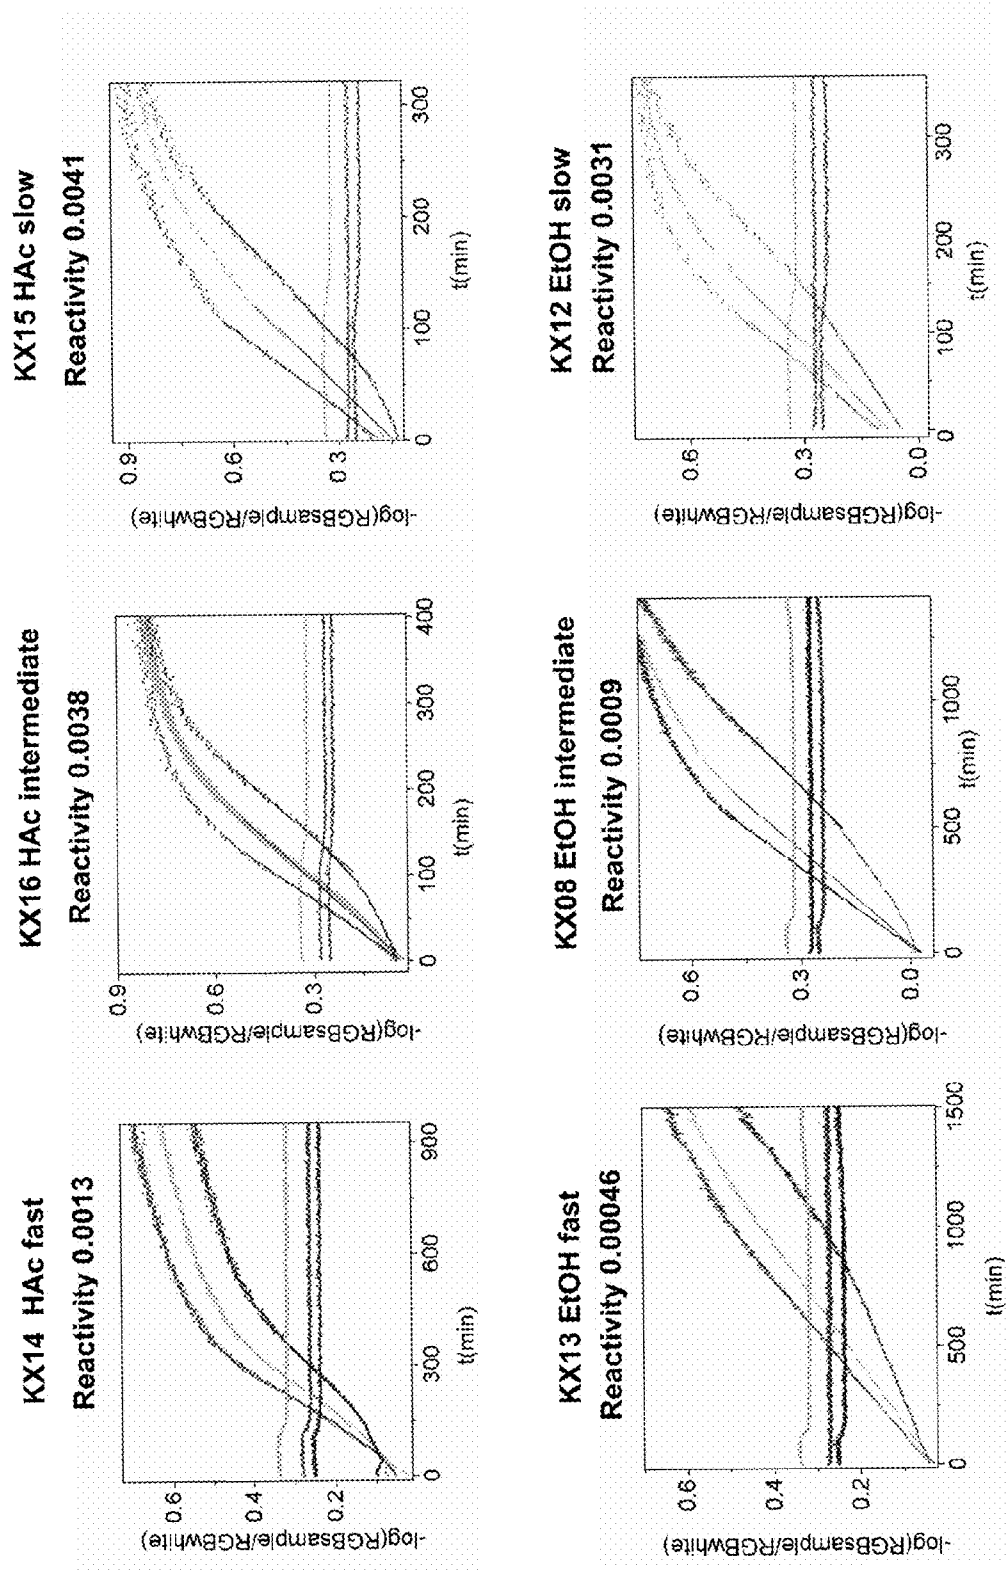 KX14 HAc fast
Reactivity 0.0013
-log(RGBsample/RGBwhite)
0.6
0.4
0.2
0
300
600
900
t(min)
KX16 HAc intermediate
Reactivity 0.0038
-log(RGBsample/RGBwhite)
0.9
0.6
0.3
0
100
200
300
400
t(min)
KX15 HAc slow
Reactivity 0.0041
-log(RGBsample/RGBwhite)
0.9
0.6
0.3
0
100
200
300
t(min)
KX13 EtOH fast
Reactivity 0.00046
-log(RGBsample/RGBwhite)
0.6
0.4
0.2
0
500
1000
1500
t(min)
KX08 EtOH intermediate
Reactivity 0.0009
-log(RGBsample/RGBwhite)
0.6
0.3
0.0
0
500
1000
t(min)
KX12 EtOH slow
Reactivity 0.0031
-log(RGBsample/RGBwhite)
0.6
0.3
0.0
0
100
200
300
t(min)